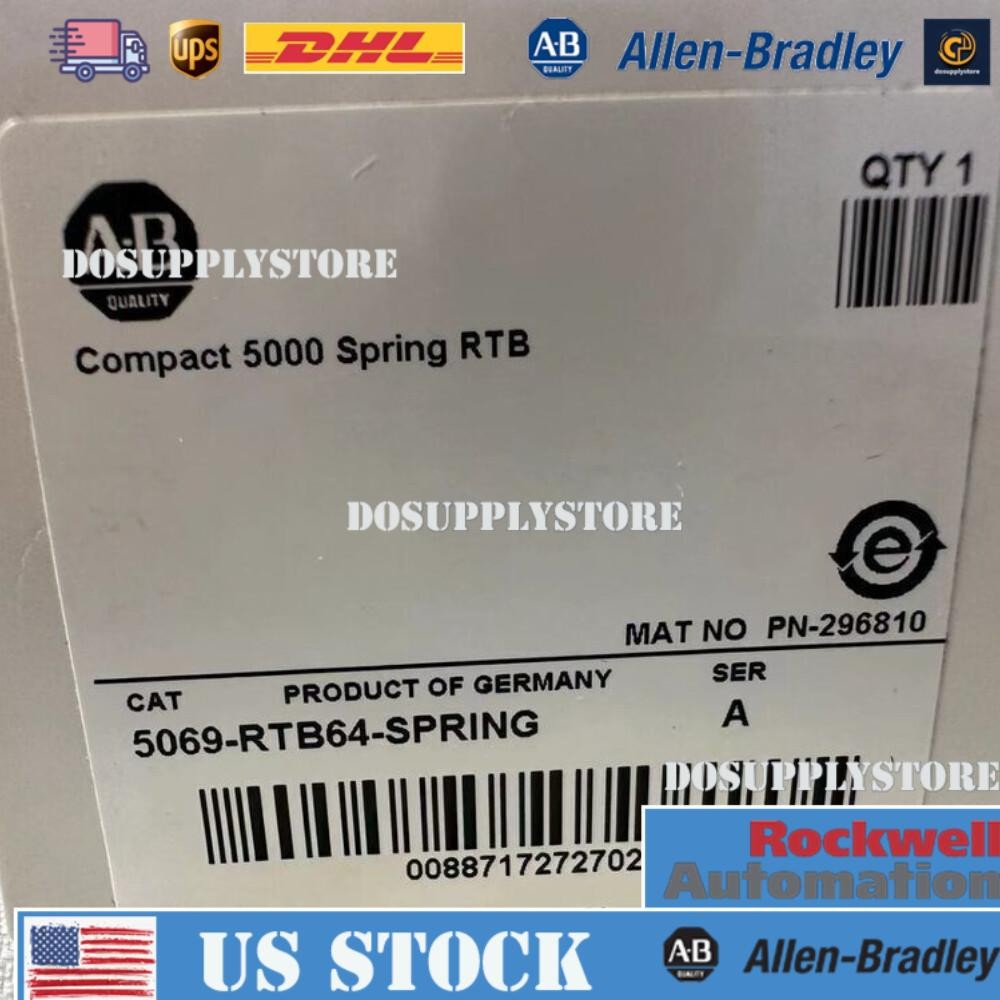 ups
DHL
A·B
QUALITY
Allen-Bradley
dosupplystore
QTY 1
A·B
DOSUPPLYSTORE
QUALITY
Compact 5000 Spring RTB
DOSUPPLYSTORE
e
MAT NO PN-296810
CAT PRODUCT OF GERMANY SER
5069-RTB64-SPRING A
DOSUPPLYSTORE
0088717272702
Rockwell
Automation
US STOCK
A·B
QUALITY
Allen-Bradley